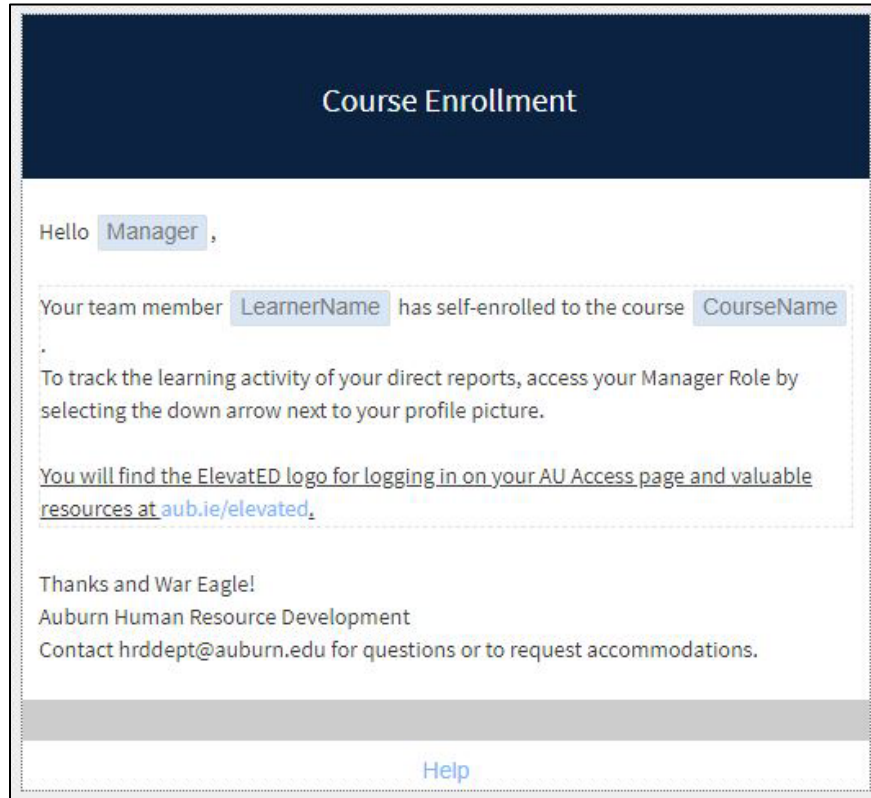 Course Enrollment
Hello Manager ,
Your team member LearnerName has self-enrolled to the course CourseName
.
To track the learning activity of your direct reports, access your Manager Role by
selecting the down arrow next to your profile picture.
You will find the ElevatED logo for logging in on your AU Access page and valuable
resources at aub.ie/elevated.
Thanks and War Eagle!
Auburn Human Resource Development
Contact hrddept@auburn.edu for questions or to request accommodations.
Help